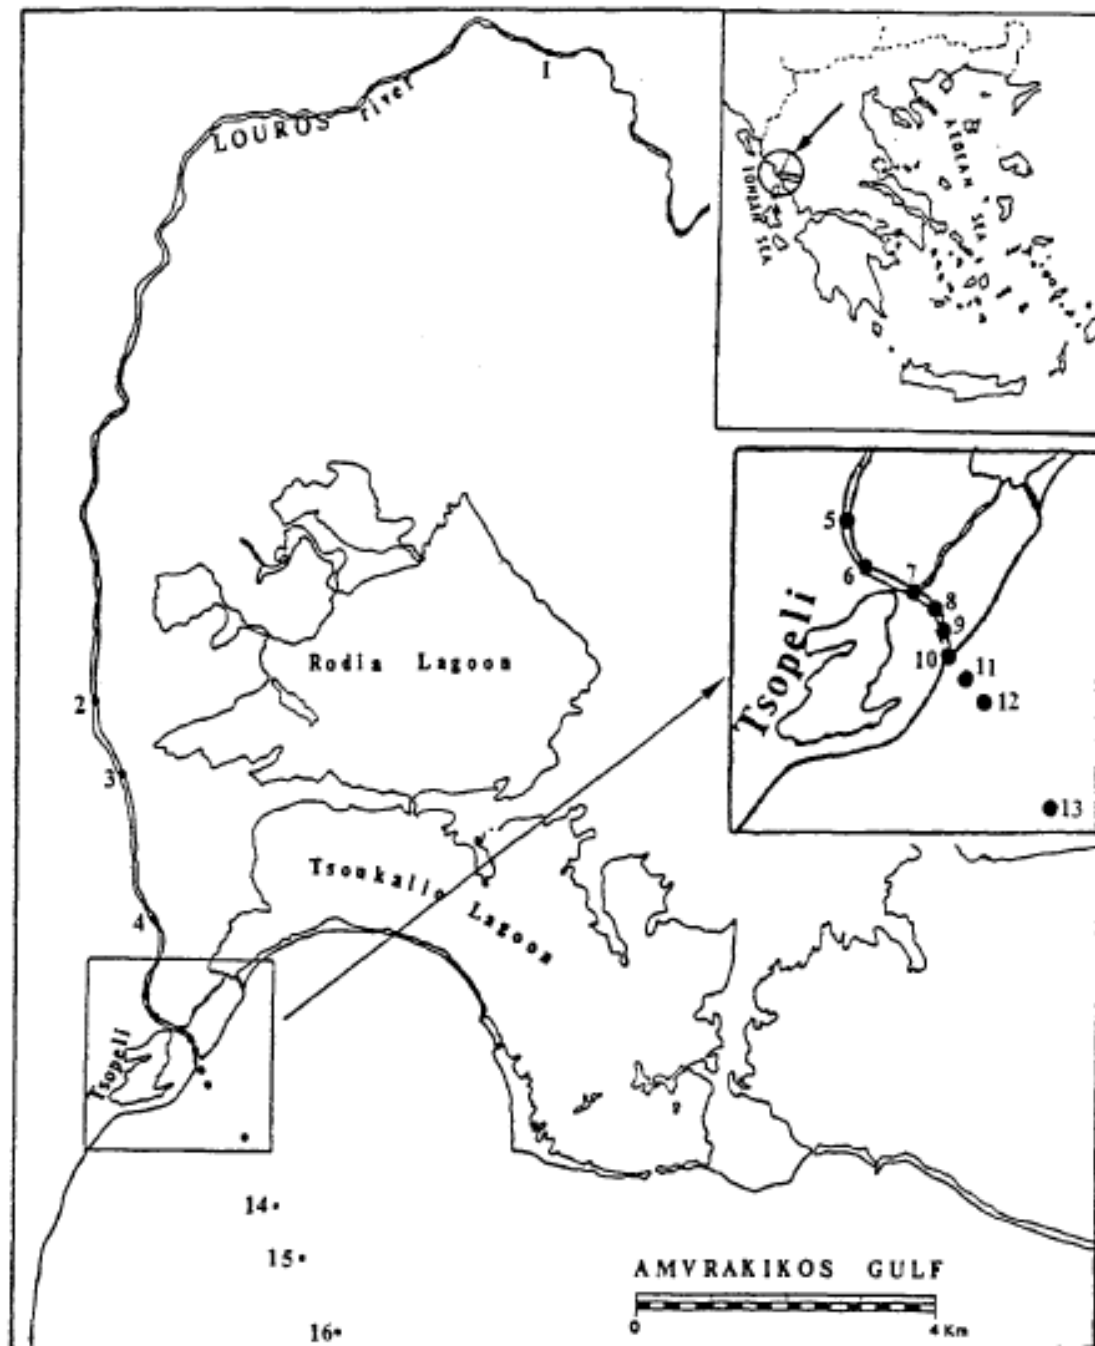 1
LOUROS river
AEGEAN SEA
IONIAN SEA
5
6
7
8
9
10
11
12
13
Tsopeli
Rodia Lagoon
2
3
Tsoukalio Lagoon
4
Tsopeli
14
15
16
AMVRAKIKOS GULF
0 4 Km